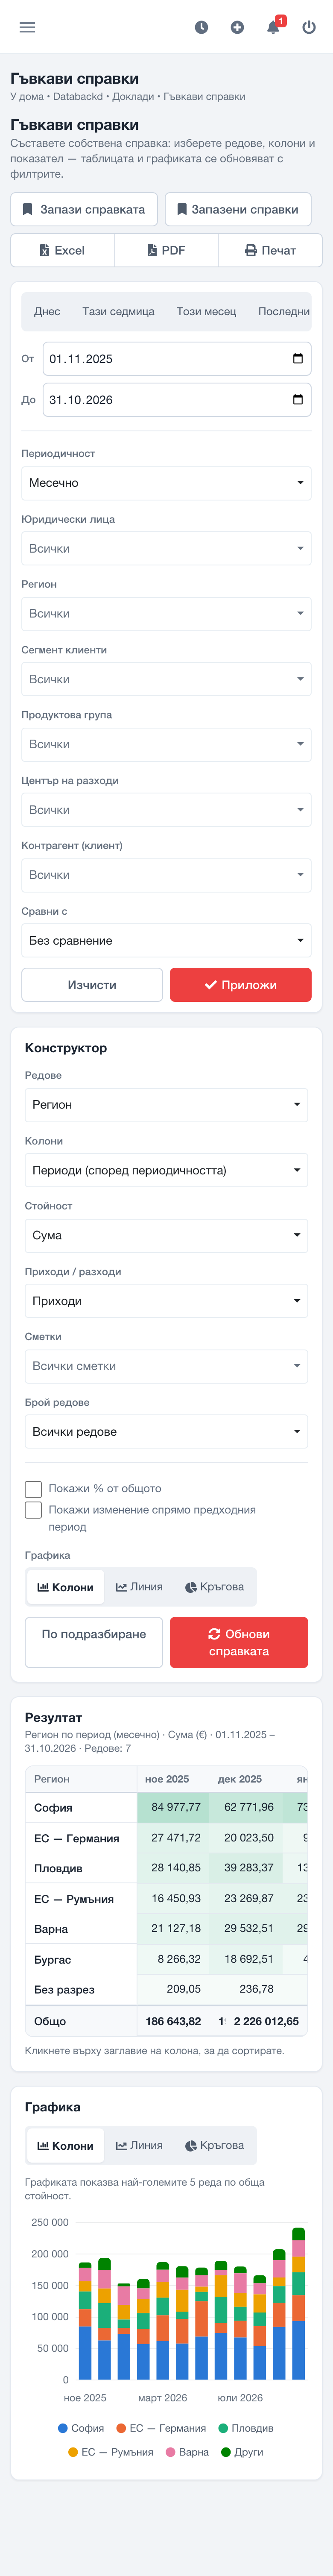 1
Гъвкави справки
У дома • Databackd • Доклади • Гъвкави справки
Гъвкави справки
Съставете собствена справка: изберете редове, колони и
показател — таблицата и графиката се обновяват с
филтрите.
Запази справката
Запазени справки
Excel
PDF
Печат
Днес
Тази седмица
Този месец
Последни
От
01.11.2025
До
31.10.2026
Периодичност
Месечно
Юридически лица
Всички
Регион
Всички
Сегмент клиенти
Всички
Продуктова група
Всички
Център на разходи
Всички
Контрагент (клиент)
Всички
Сравни с
Без сравнение
Изчисти
Приложи
Конструктор
Редове
Регион
Колони
Периоди (според периодичността)
Стойност
Сума
Приходи / разходи
Приходи
Сметки
Всички сметки
Брой редове
Всички редове
Покажи % от общото
Покажи изменение спрямо предходния
период
Графика
Колони
Линия
Кръгова
По подразбиране
Обнови
справката
Резултат
Регион по период (месечно) · Сума (€) · 01.11.2025 –
31.10.2026 · Редове: 7
Регион ное 2025 дек 2025 ян
София 84 977,77 62 771,96 73
ЕС — Германия 27 471,72 20 023,50 9
Пловдив 28 140,85 39 283,37 13
ЕС — Румъния 16 450,93 23 269,87 23
Варна 21 127,18 29 532,51 29
Бургас 8 266,32 18 692,51 4
Без разрез 209,05 236,78
Общо 186 643,82 19 2 226 012,65
Кликнете върху заглавие на колона, за да сортирате.
Графика
Колони
Линия
Кръгова
Графиката показва най-големите 5 реда по обща
стойност.
250 000
200 000
150 000
100 000
50 000
0
ное 2025
март 2026
юли 2026
София
ЕС — Германия
Пловдив
ЕС — Румъния
Варна
Други